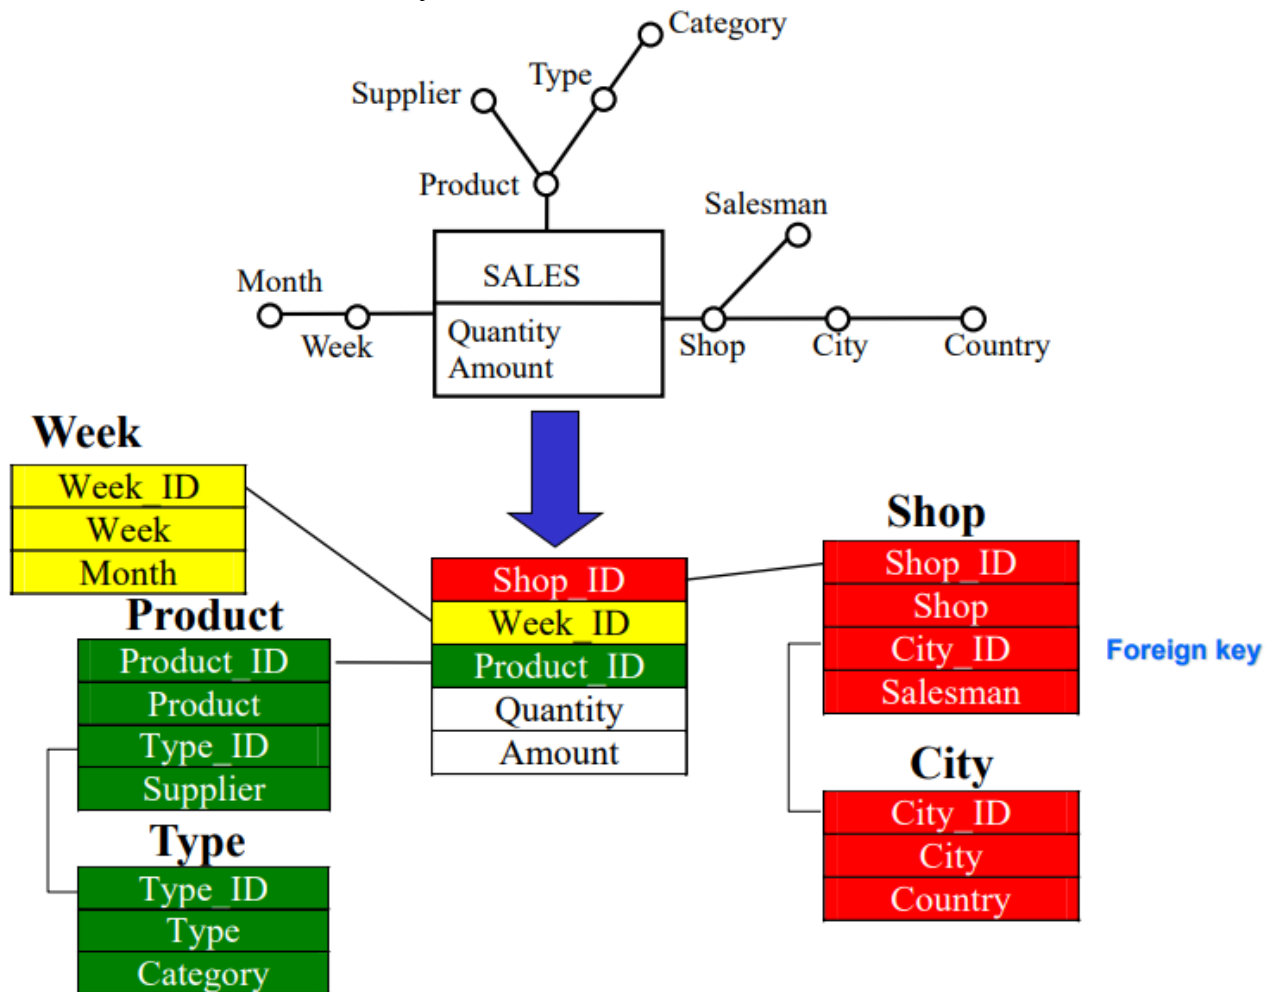 Category
Type
Supplier
Product
Salesman
Month
SALES
Week
Quantity
Amount
Shop
City
Country
Week
Week_ID
Week
Month
Product
Product_ID
Product
Type_ID
Supplier
Type
Type_ID
Type
Category
Shop_ID
Week_ID
Product_ID
Quantity
Amount
Shop
Shop_ID
Shop
City_ID
Salesman
Foreign key
City
City_ID
City
Country